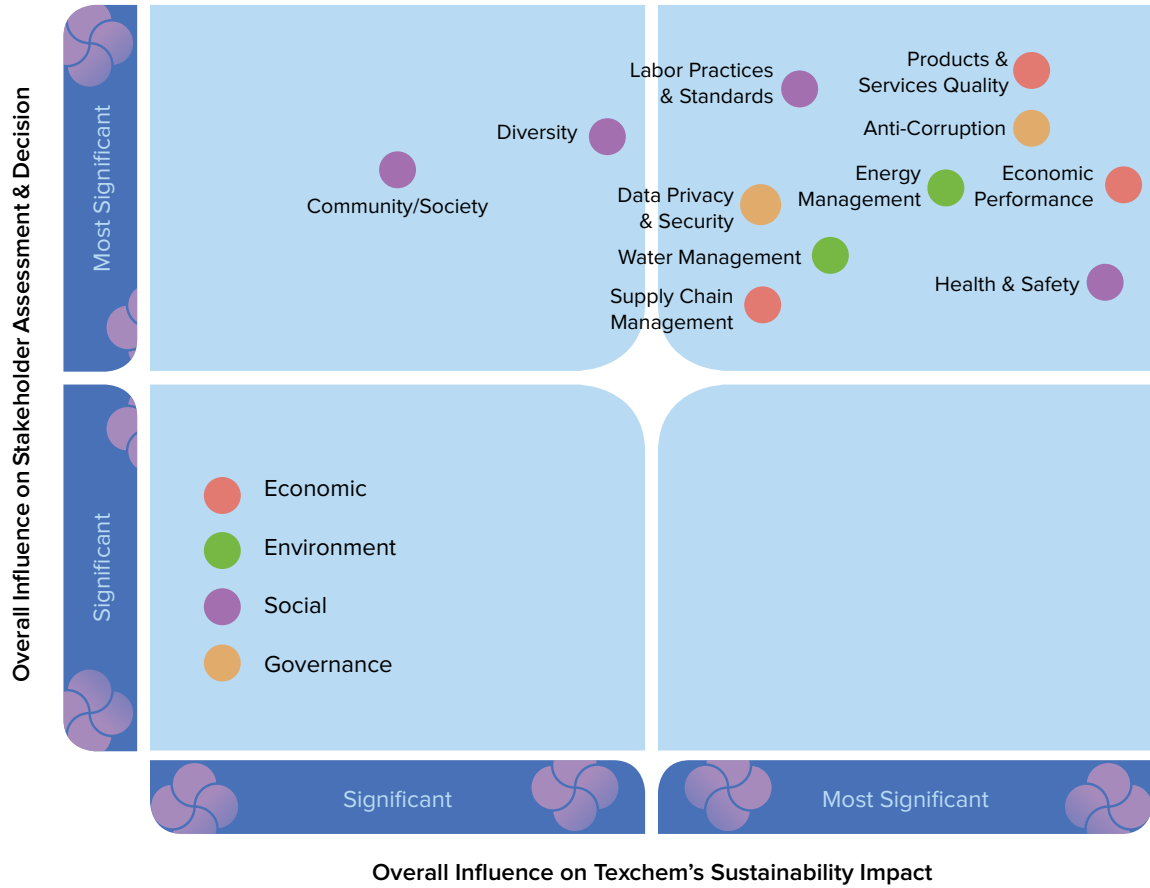 Overall Influence on Stakeholder Assessment & Decision
Most Significant
Significant
Labor Practices
& Standards
Products &
Services Quality
Diversity
Anti-Corruption
Community/Society
Data Privacy
& Security
Energy
Management
Economic
Performance
Water Management
Health & Safety
Supply Chain
Management
Economic
Environment
Social
Governance
Significant
Most Significant
Overall Influence on Texchem’s Sustainability Impact